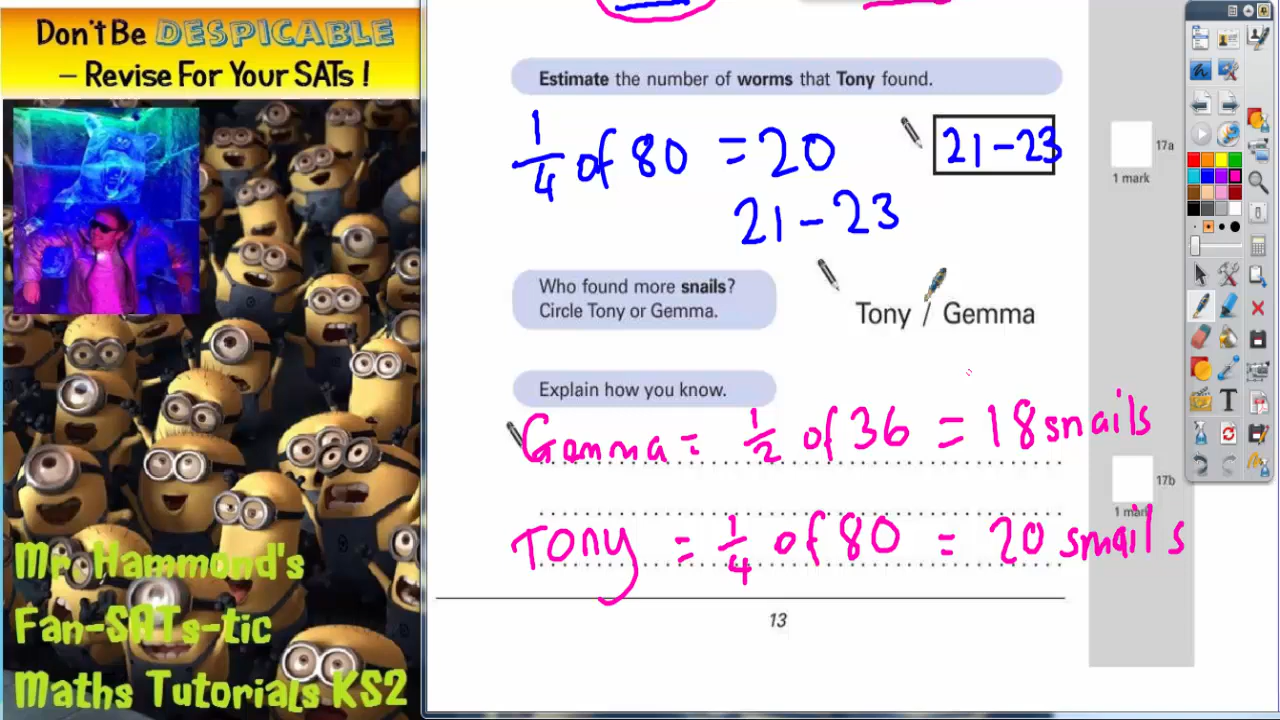 Don't Be DESPICABLE
– Revise For Your SATs !
Mr Hammond's
Fan-SATs-tic
Maths Tutorials KS2
Estimate the number of worms that Tony found.
1/4 of 80 = 20
21-23
21-23
17a
1 mark
Who found more snails?
Circle Tony or Gemma.
Tony / Gemma
Explain how you know.
Gemma = 1/2 of 36 = 18 snails
17b
1 mark
Tony = 1/4 of 80 = 20 snails
13